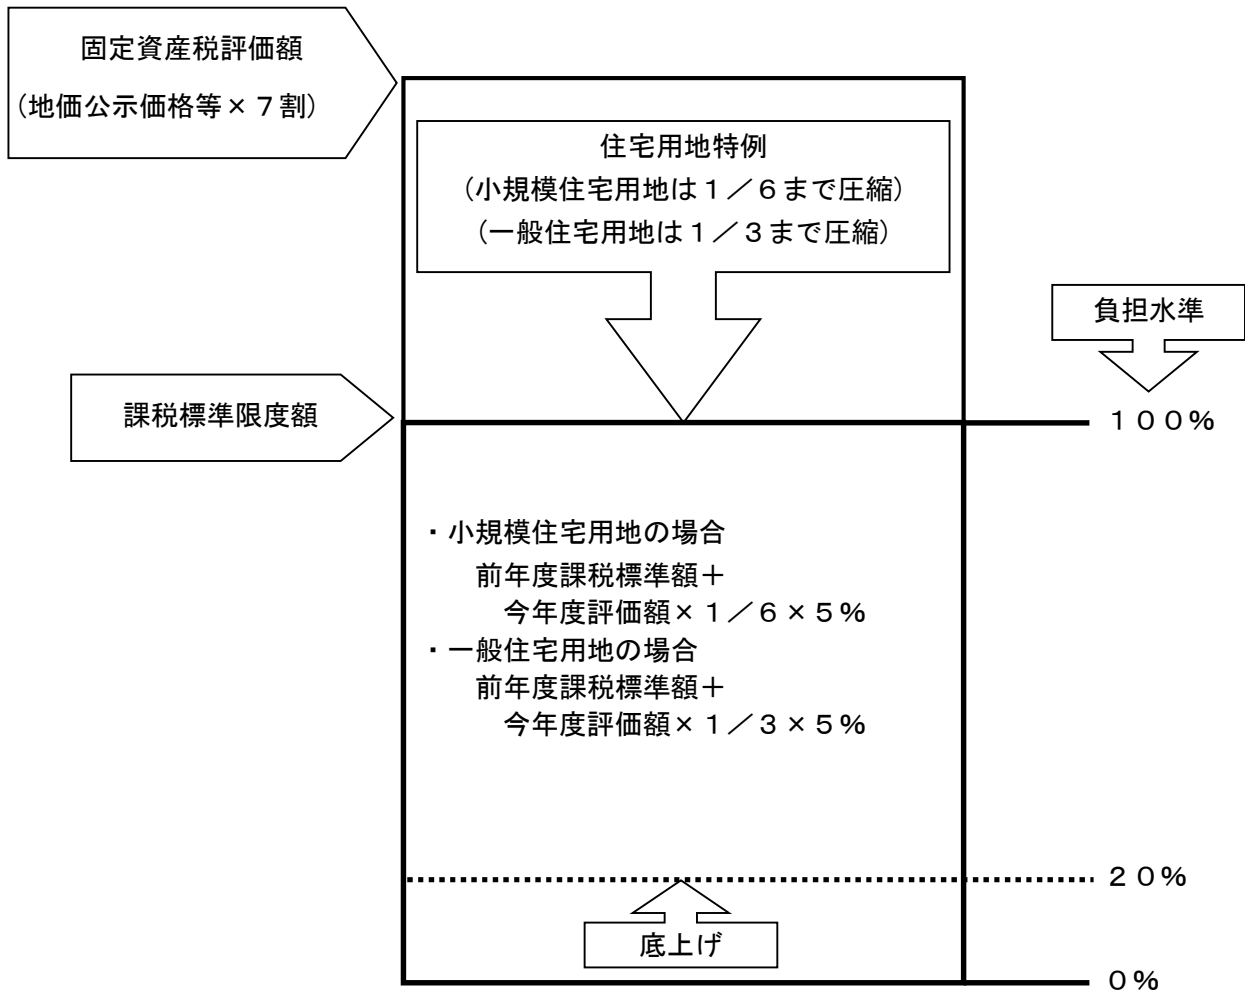 固定資産税評価額
（地価公示価格等×７割）
住宅用地特例
（小規模住宅用地は１／６まで圧縮）
（一般住宅用地は１／３まで圧縮）
負担水準
課税標準限度額
１００%
・小規模住宅用地の場合
前年度課税標準額＋
今年度評価額×１／６×５%
・一般住宅用地の場合
前年度課税標準額＋
今年度評価額×１／３×５%
２０%
底上げ
０%